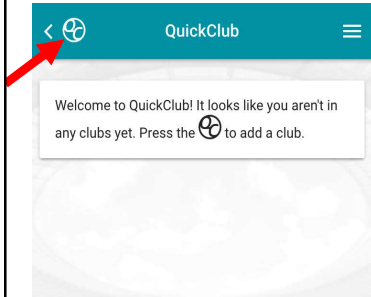 QuickClub
Welcome to QuickClub! It looks like you aren't in
any clubs yet. Press the to add a club.